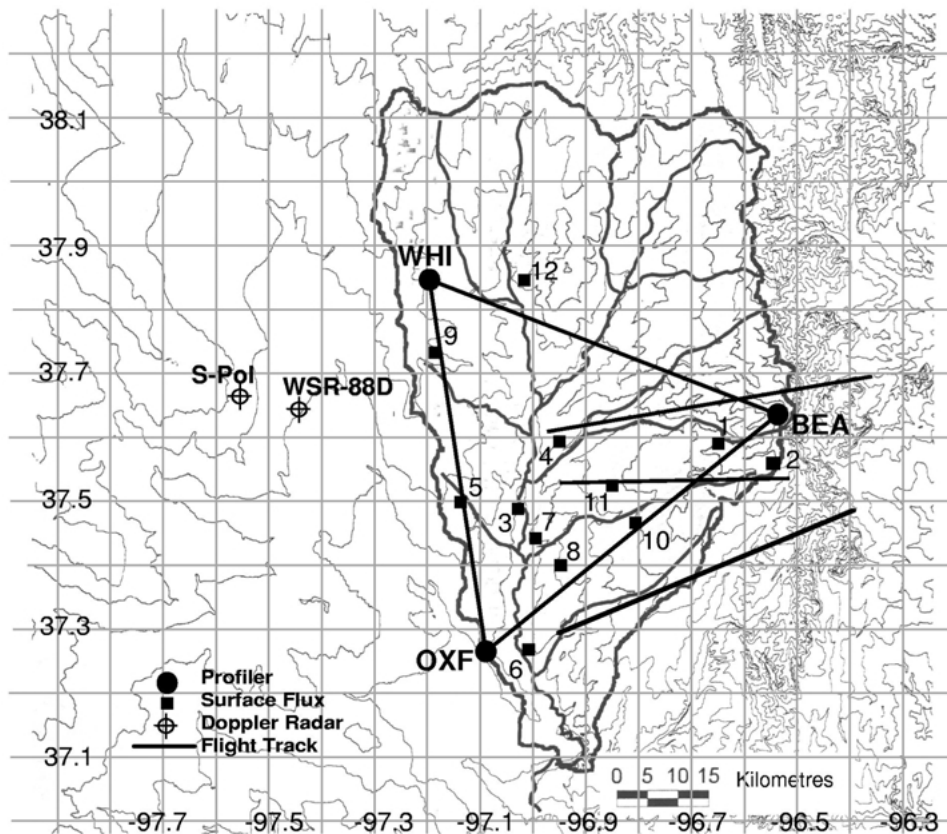 38.1
37.9
WHI
12
9
37.7
S-Pol
WSR-88D
1
BEA
4
2
5
11
37.5
3
7
10
8
37.3
OXF
6
Profiler
Surface Flux
Doppler Radar
Flight Track
37.1
0 5 10 15 Kilometres
-97.7 -97.5 -97.3 -97.1 -96.9 -96.7 -96.5 -96.3